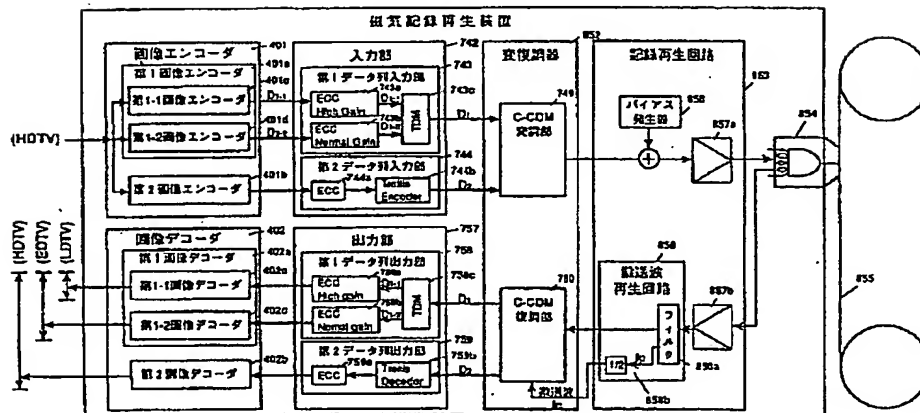 磁気記録再生装置
画像エンコーダ
401
第1画像エンコーダ
401a
第1-1画像エンコーダ
D1-1
第1-2画像エンコーダ
401d
D1-2
第2画像エンコーダ
401b
(HDTV)
入力部
742
第1データ列入力部
743
ECC
High Gain
743a
D1-1
ECC
Normal Gain
743b
TDM
743c
D1
第2データ列入力部
744
ECC
744a
Trellis
Encoder
744b
D2
変復調器
852
749
C-CDM
変調部
記録再生回路
853
バイアス
発生器
856
857a
854
855
画像デコーダ
402
第1画像デコーダ
402a
第1-1画像デコーダ
第1-2画像デコーダ
第2画像デコーダ
402b
(HDTV)
(EDTV)
(LDTV)
出力部
757
758
第1データ列出力部
ECC
High gain
D1-1
ECC
Normal gain
D1-2
TDM
758c
D1
第2データ列出力部
759
ECC
759a
Trellis
Decoder
759b
D2
760
C-CDM
復調部
搬送波
搬送波
再生回路
858
フィルタ
858a
1/2
858b
857b